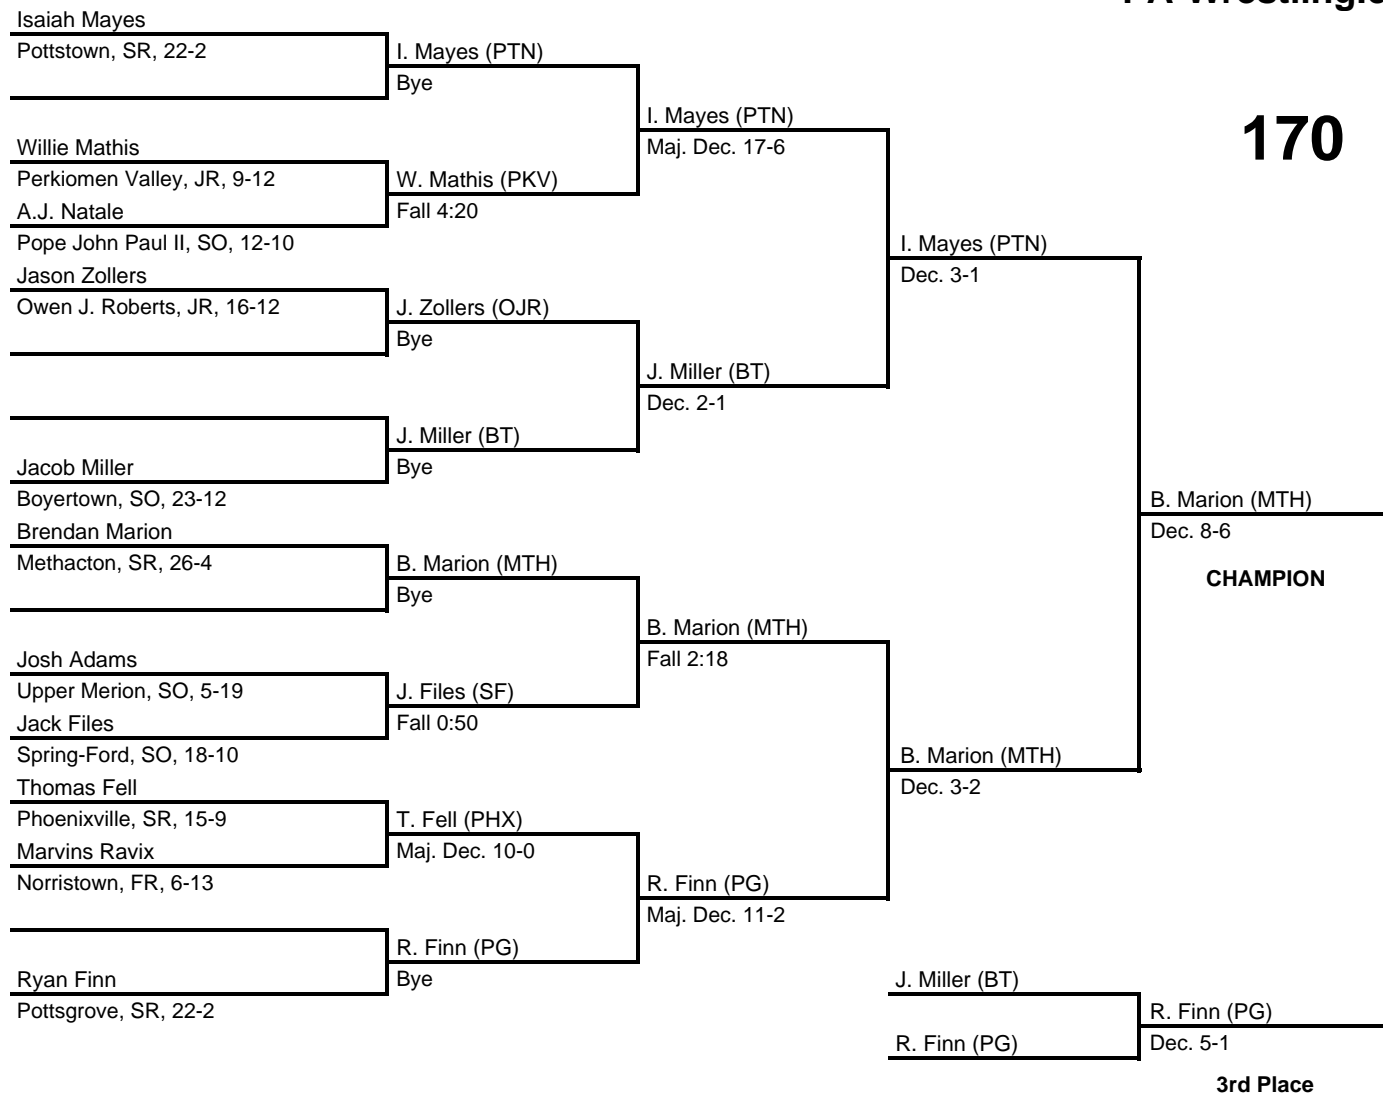 Isaiah Mayes
Pottstown, SR, 22-2
I. Mayes (PTN)
Bye
I. Mayes (PTN)
Maj. Dec. 17-6
170
Willie Mathis
Perkiomen Valley, JR, 9-12
W. Mathis (PKV)
A.J. Natale
Fall 4:20
Pope John Paul II, SO, 12-10
I. Mayes (PTN)
Dec. 3-1
Jason Zollers
Owen J. Roberts, JR, 16-12
J. Zollers (OJR)
Bye
J. Miller (BT)
Dec. 2-1
J. Miller (BT)
Bye
Jacob Miller
Boyertown, SO, 23-12
B. Marion (MTH)
Dec. 8-6
CHAMPION
Brendan Marion
Methacton, SR, 26-4
B. Marion (MTH)
Bye
B. Marion (MTH)
Fall 2:18
Josh Adams
Upper Merion, SO, 5-19
J. Files (SF)
Jack Files
Fall 0:50
Spring-Ford, SO, 18-10
B. Marion (MTH)
Dec. 3-2
Thomas Fell
Phoenixville, SR, 15-9
T. Fell (PHX)
Marvins Ravix
Maj. Dec. 10-0
Norristown, FR, 6-13
R. Finn (PG)
Maj. Dec. 11-2
R. Finn (PG)
Bye
Ryan Finn
Pottsgrove, SR, 22-2
J. Miller (BT)
R. Finn (PG)
R. Finn (PG)
Dec. 5-1
3rd Place